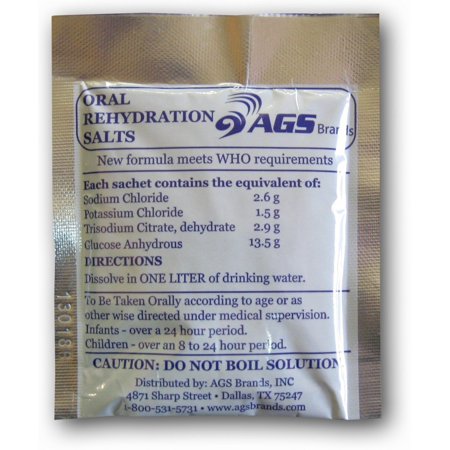 ORAL
REHYDRATION
SALTS
AGS Brands
New formula meets WHO requirements
Each sachet contains the equivalent of:
Sodium Chloride 2.6 g
Potassium Chloride 1.5 g
Trisodium Citrate, dehydrate 2.9 g
Glucose Anhydrous 13.5 g
DIRECTIONS
Dissolve in ONE LITER of drinking water.
To Be Taken Orally according to age or as
other wise directed under medical supervision.
Infants - over a 24 hour period.
Children - over an 8 to 24 hour period.
CAUTION: DO NOT BOIL SOLUTION
Distributed by: AGS Brands, INC
4871 Sharp Street • Dallas, TX 75247
1-800-531-5731 • www.agsbrands.com